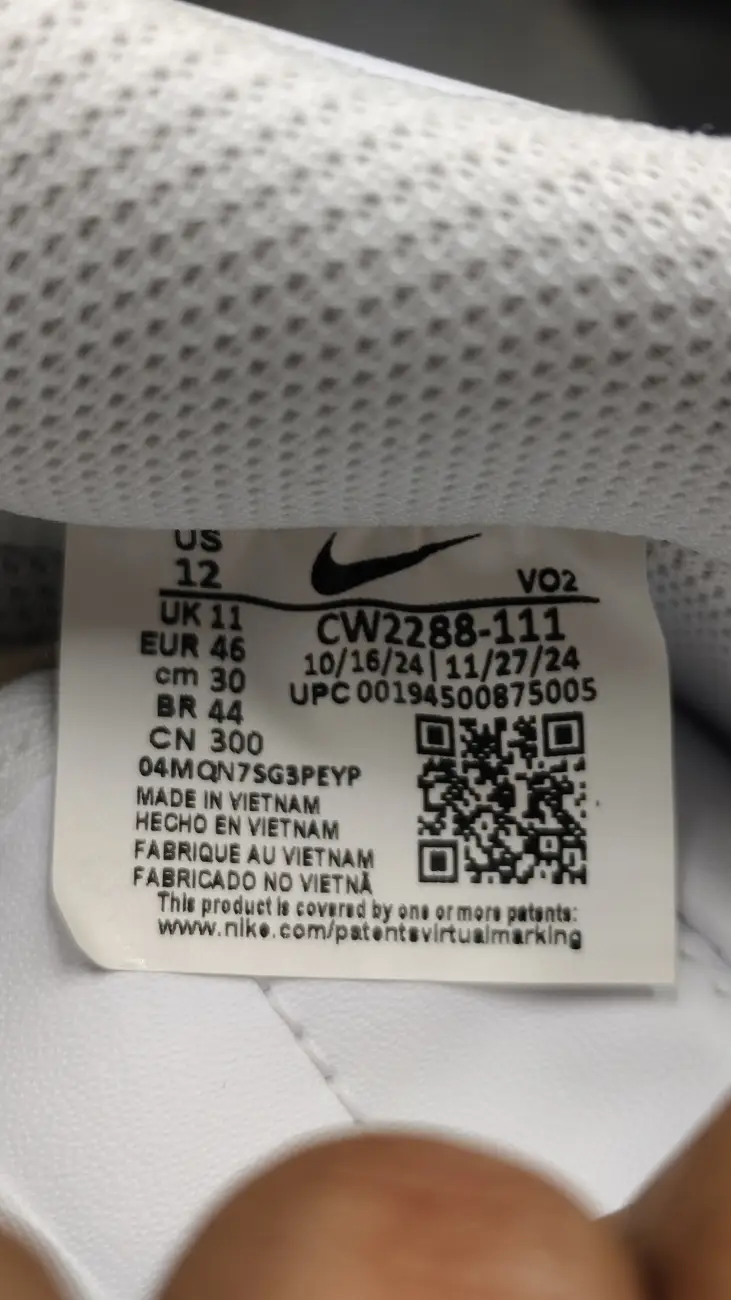 US
12
VO2
UK 11
EUR 46
cm 30
BR 44
CN 300
CW2288-111
10/16/24 | 11/27/24
UPC 00194500875005
04MQN7SG3PEYP
MADE IN VIETNAM
HECHO EN VIETNAM
FABRIQUE AU VIETNAM
FABRICADO NO VIETNÃ
This product is covered by one or more patents:
www.nike.com/patentsvirtualmarking